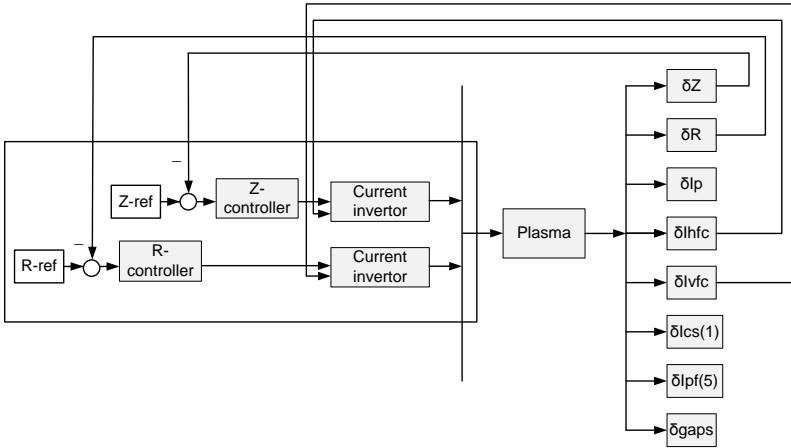 δZ
δR
–
Z-ref
Z-
controller
Current
invertor
δIp
–
R-ref
R-
controller
Current
invertor
Plasma
δIhfc
δIvfc
δIcs(1)
δIpf(5)
δgaps